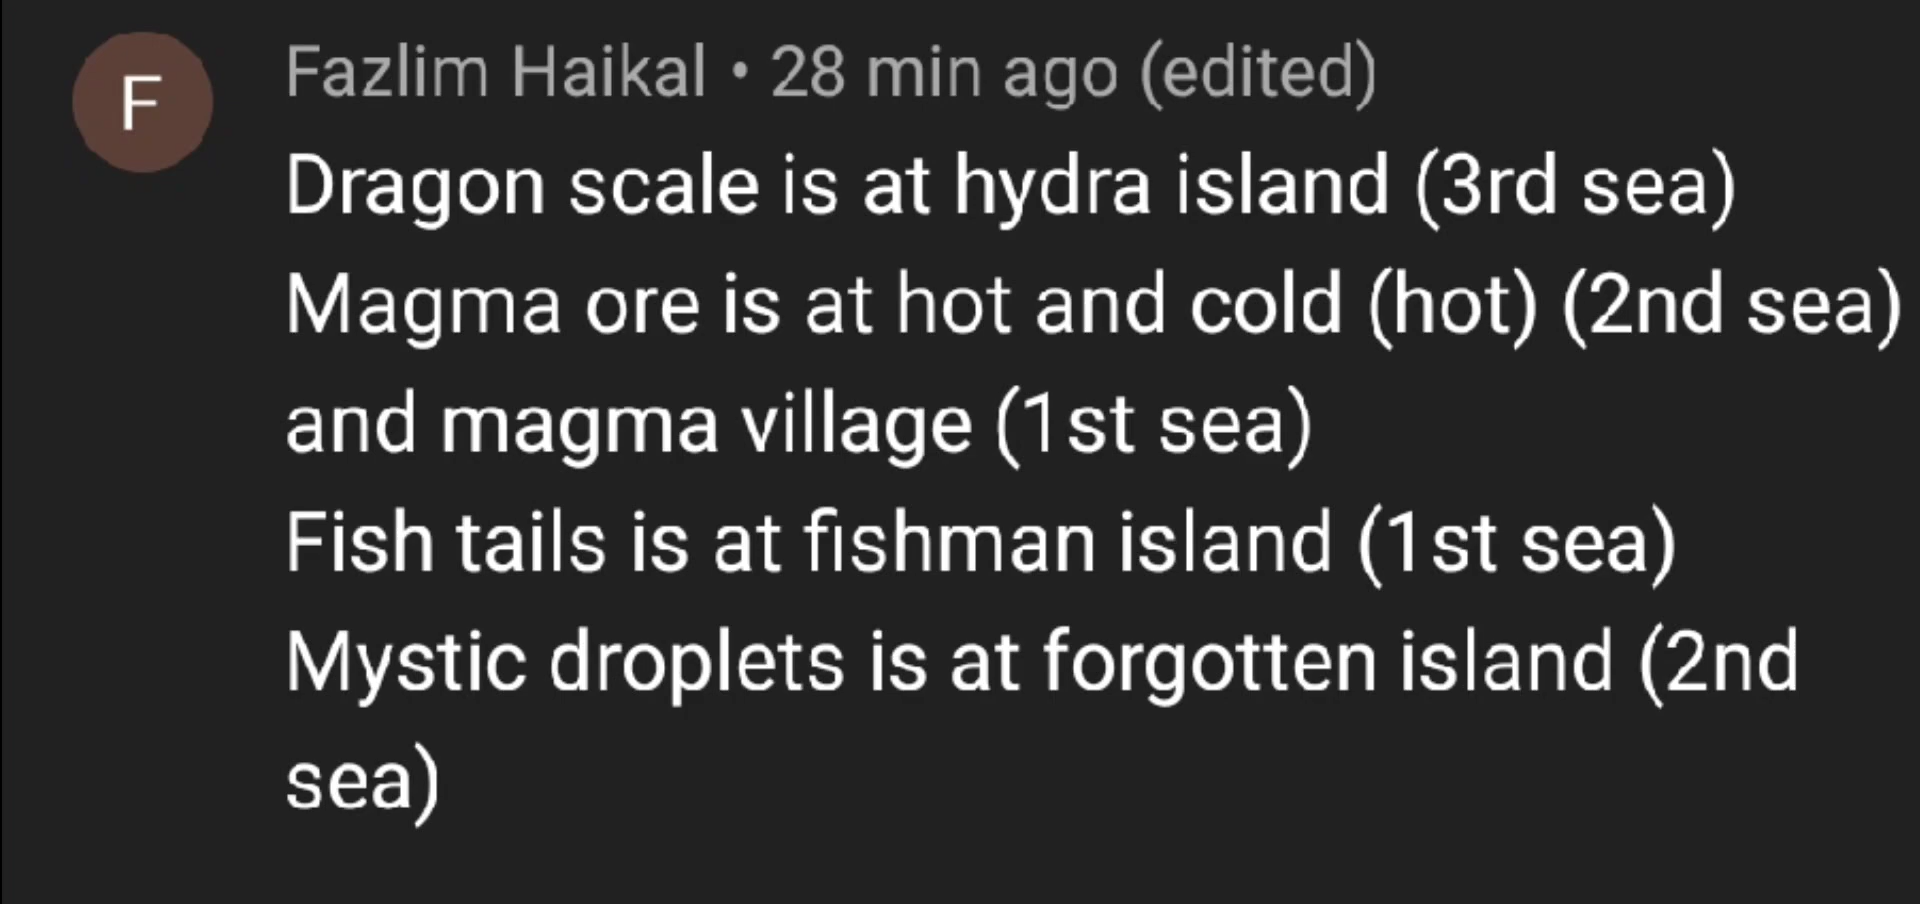 F
Fazlim Haikal • 28 min ago (edited)
Dragon scale is at hydra island (3rd sea)
Magma ore is at hot and cold (hot) (2nd sea)
and magma village (1st sea)
Fish tails is at fishman island (1st sea)
Mystic droplets is at forgotten island (2nd
sea)